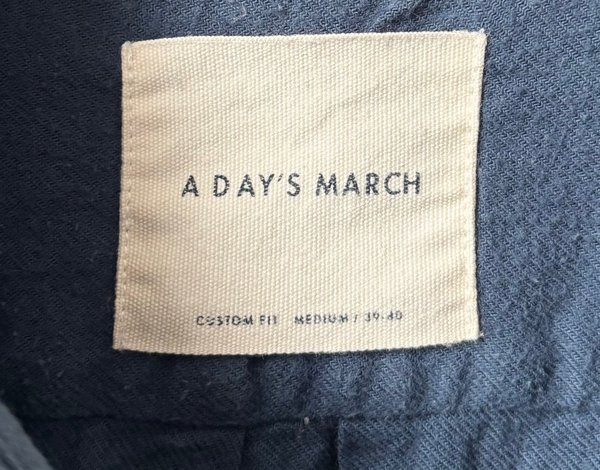 A DAY'S MARCH
CUSTOM FIT MEDIUM / 39-40